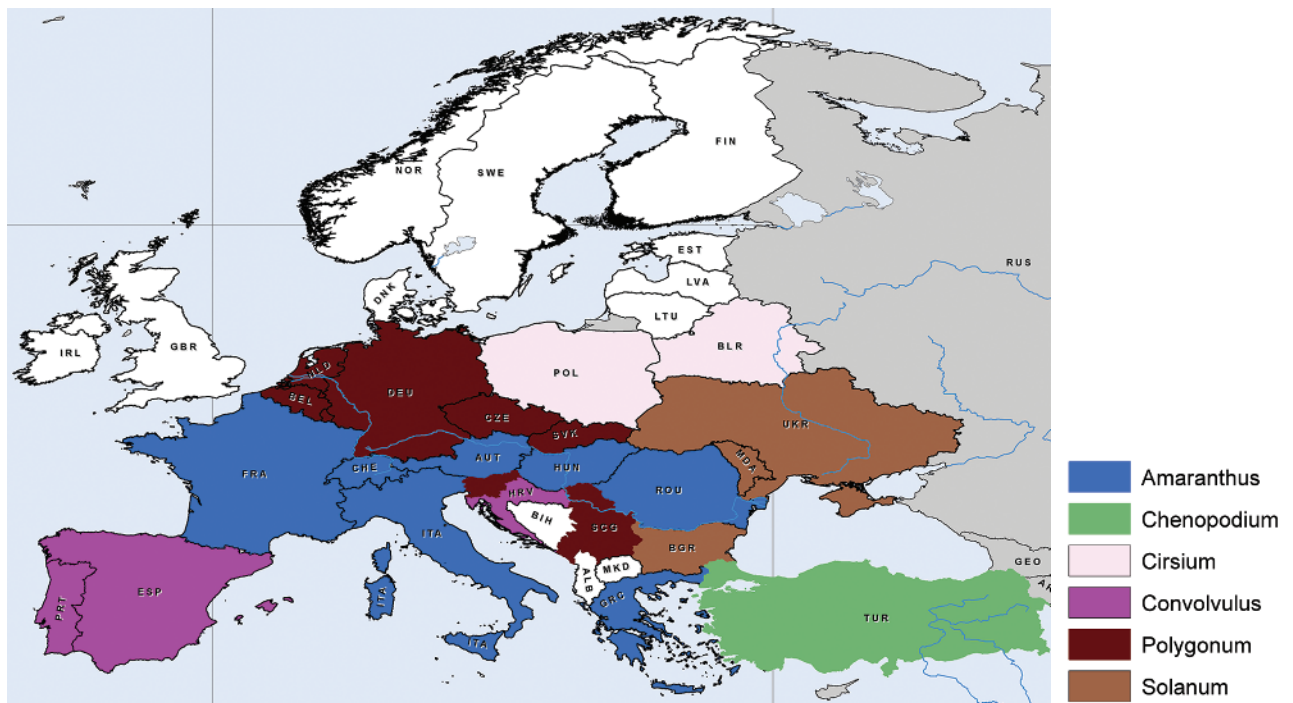 FIN
NOR
SWE
EST
RUS
LVA
DNK
LTU
IRL
GBR
BLR
POL
NLD
DEU
BEL
CZE
UKR
SVK
MDA
AUT
FRA
CHE
HUN
ROU
HRV
BIH
SCG
ITA
BGR
GEO
MKD
ALB
ESP
PRT
ITA
GRC
TUR
ITA
Amaranthus
Chenopodium
Cirsium
Convolvulus
Polygonum
Solanum